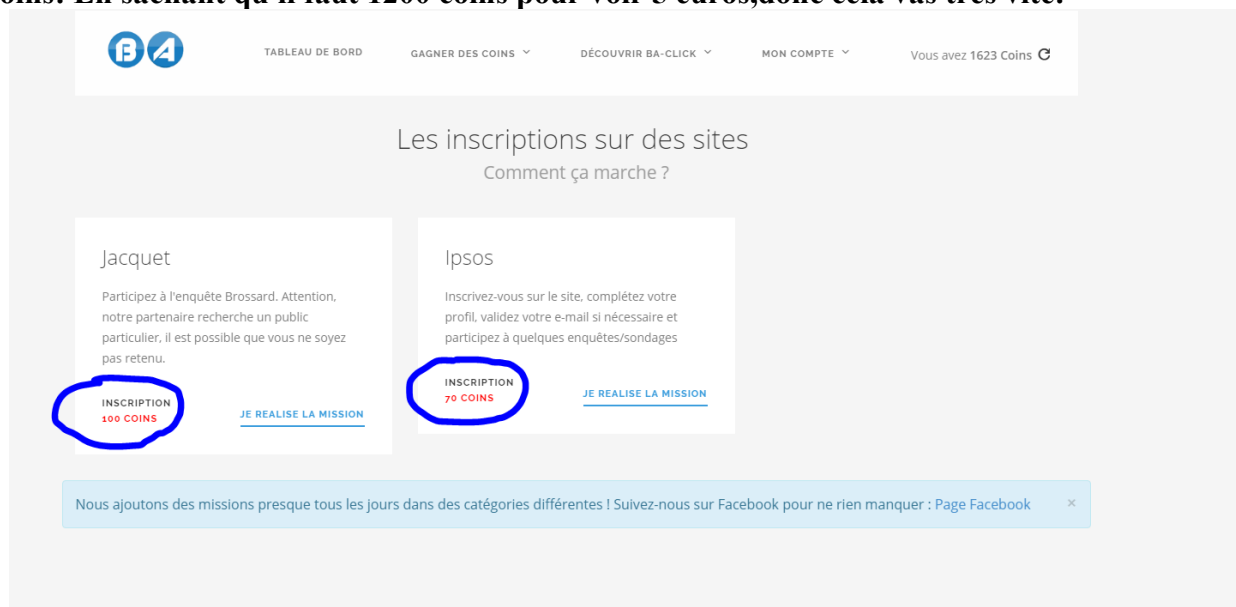 oins! En sachant qu'il faut 1200 coins pour voir 5 euros,donc cela vas très vite.
BA TABLEAU DE BORD GAGNER DES COINS DÉCOUVRIR BA-CLICK MON COMPTE Vous avez 1623 Coins
Les inscriptions sur des sites
Comment ça marche ?
Jacquet
Participez à l'enquête Brossard. Attention,
notre partenaire recherche un public
particulier, il est possible que vous ne soyez
pas retenu.
INSCRIPTION
100 COINS
JE REALISE LA MISSION
Ipsos
Inscrivez-vous sur le site, complétez votre
profil, validez votre e-mail si nécessaire et
participez à quelques enquêtes/sondages
INSCRIPTION
70 COINS
JE REALISE LA MISSION
Nous ajoutons des missions presque tous les jours dans des catégories différentes ! Suivez-nous sur Facebook pour ne rien manquer : Page Facebook ×